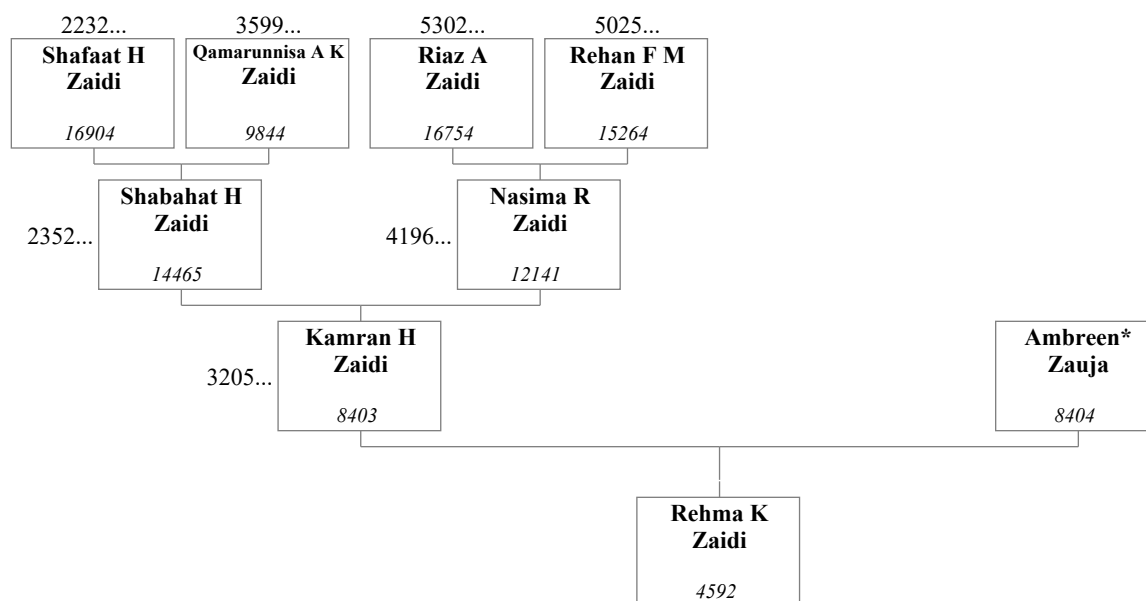 2232... 3599... 5302... 5025...
Shafaat H Qamarunnisa A K Riaz A Rehan F M
Zaidi Zaidi Zaidi Zaidi
16904 9844 16754 15264
Shabahat H Nasima R
Zaidi Zaidi
2352... 4196...
14465 12141
Kamran H Ambreen*
Zaidi Zauja
3205...
8403 8404
Rehma K
Zaidi
4592